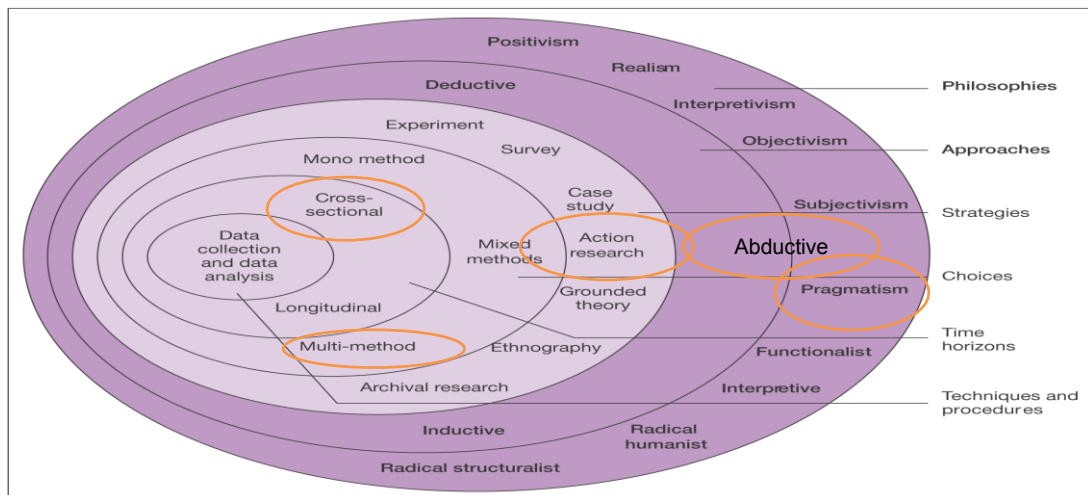 Positivism
Realism
Deductive
Philosophies
Interpretivism
Experiment
Objectivism
Survey
Approaches
Mono method
Cross-
sectional
Case
study
Subjectivism
Strategies
Data
collection
and data
analysis
Mixed
methods
Action
research
Abductive
Choices
Pragmatism
Longitudinal
Grounded
theory
Time
horizons
Multi-method
Ethnography
Functionalist
Archival research
Interpretive
Techniques and
procedures
Inductive
Radical
humanist
Radical structuralist